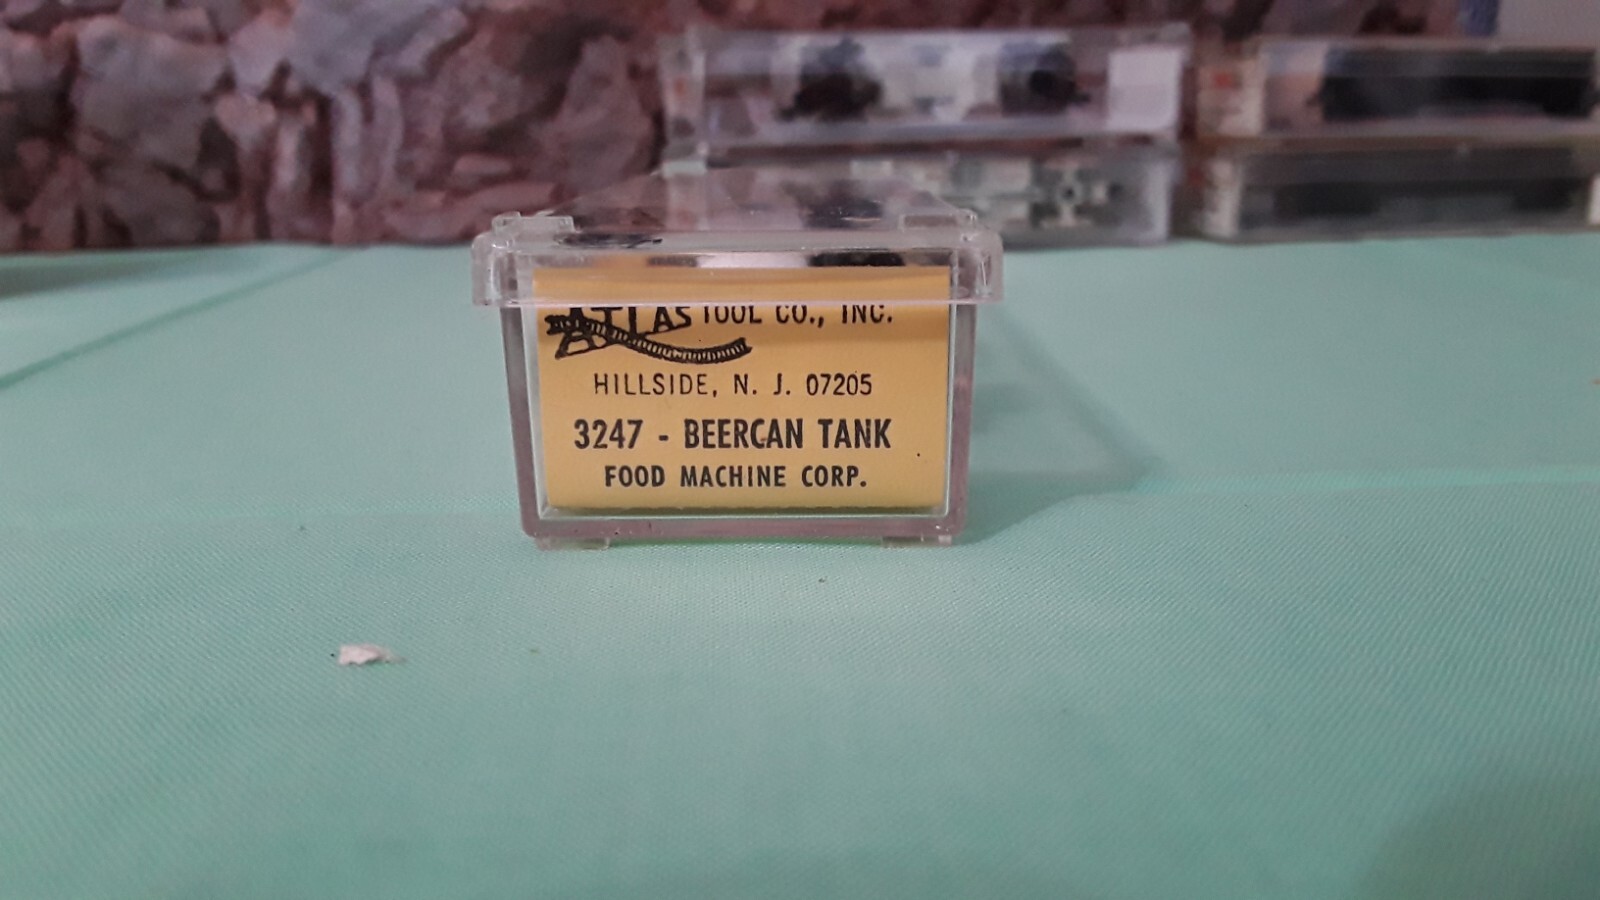 ATLAS TOOL CO., INC.
HILLSIDE, N. J. 07205
3247 - BEERCAN TANK
FOOD MACHINE CORP.